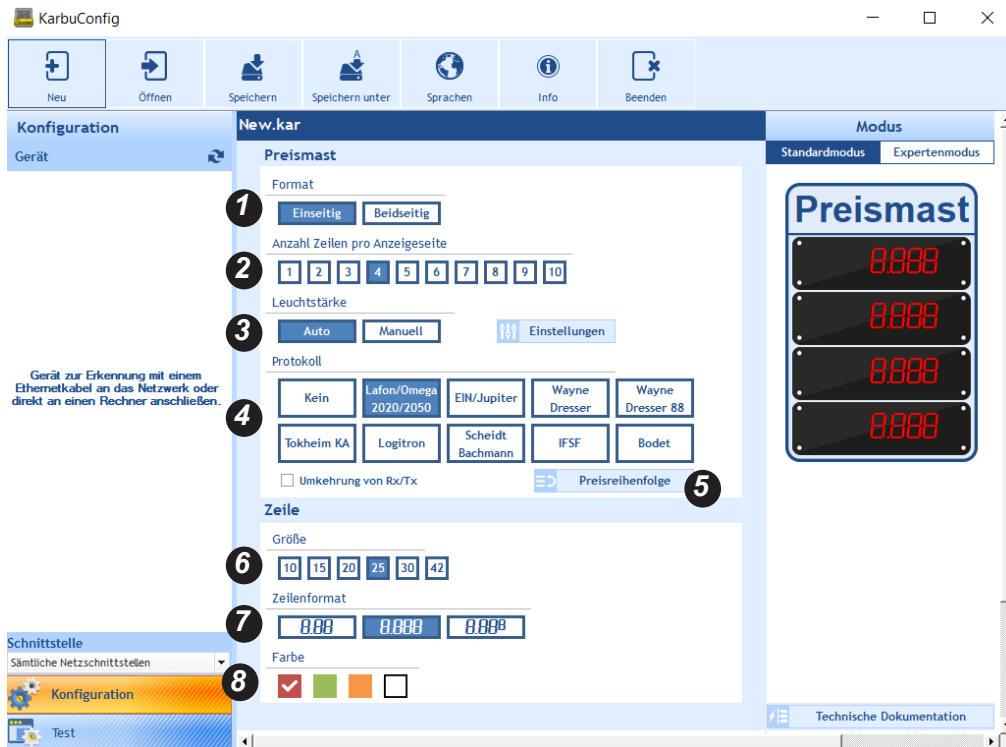 KarbuConfig
Neu
Öffnen
Speichern
A
Speichern unter
Sprachen
Info
Beenden
Konfiguration
Gerät
Gerät zur Erkennung mit einem
Ethernetkabel an das Netzwerk oder
direkt an einen Rechner anschließen.
Schnittstelle
Sämtliche Netzschnittstellen
Konfiguration
Test
New.kar
Preismast
Format
1
Einseitig
Beidseitig
Anzahl Zeilen pro Anzeigeseite
2
1 2 3 4 5 6 7 8 9 10
Leuchtstärke
3
Auto
Manuell
Einstellungen
Protokoll
4
Kein
Lafon/Omega
2020/2050
EIN/Jupiter
Wayne
Dresser
Wayne
Dresser 88
Tokheim KA
Logitron
Scheidt
Bachmann
IFSF
Bodet
Umkehrung von Rx/Tx
Preisreihenfolge
5
Zeile
Größe
6
10 15 20 25 30 42
Zeilenformat
7
8.88
8.888
8.888
Farbe
8
Modus
Standardmodus
Expertenmodus
Preismast
8.888
8.888
8.888
8.888
Technische Dokumentation